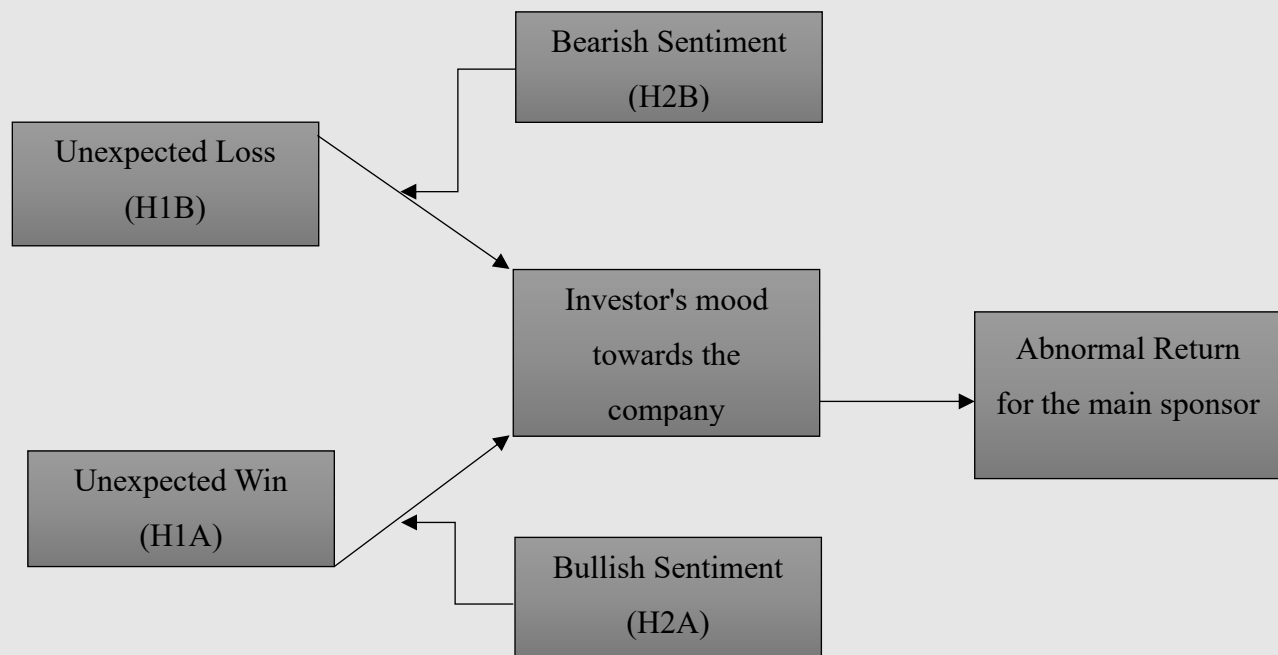 Bearish Sentiment
(H2B)
Unexpected Loss
(H1B)
Investor's mood
towards the
company
Abnormal Return
for the main sponsor
Unexpected Win
(H1A)
Bullish Sentiment
(H2A)